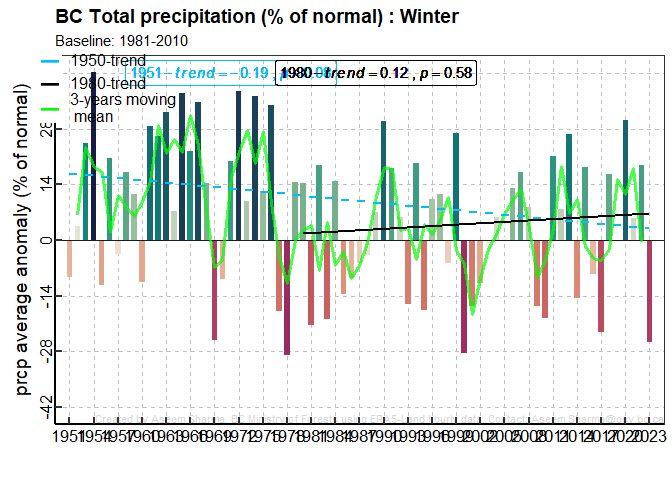 BC Total precipitation (% of normal) : Winter
Baseline: 1981-2010
1950-trend
1980-trend
3-years moving
mean
1951-trend = -0.19 , p
1980-trend = 0.12 , p = 0.58
prcp average anomaly (% of normal)
28
14
0
-14
-28
-42
1951 1954 1957 1960 1963 1966 1969 1972 1975 1978 1981 1984 1987 1990 1993 1996 1999 2002 2005 2008 2011 2014 2017 2020 2023